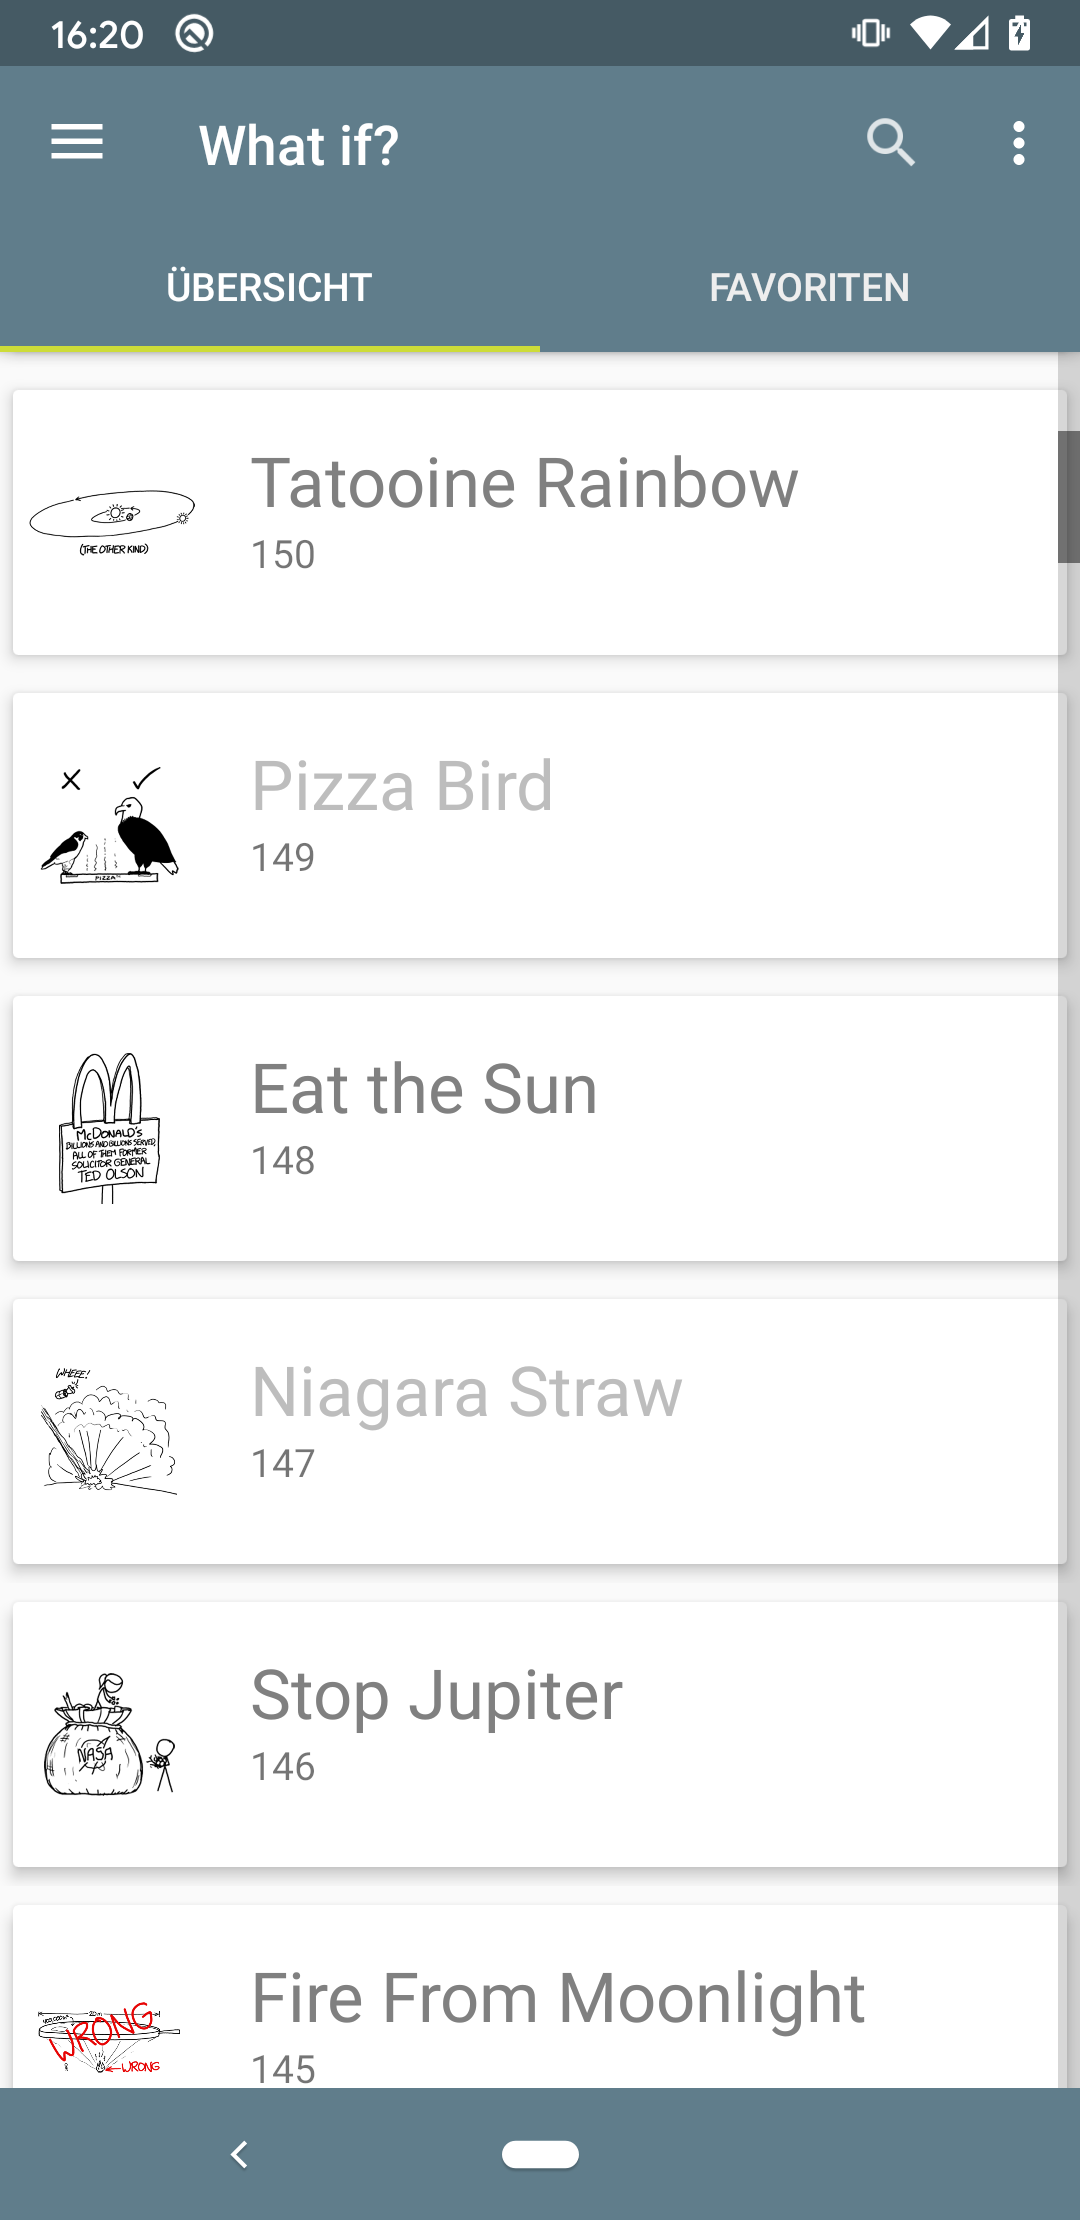 16:20
What if?
ÜBERSICHT
FAVORITEN
Tatooine Rainbow
150
(THE OTHER KIND)
Pizza Bird
149
PIZZA
Eat the Sun
148
McDONALD'S
BILLIONS AND BILLIONS SERVED,
ALL OF THEM FORMER
SOLICITOR GENERAL
TED OLSON
Niagara Straw
147
WHEEE!
Stop Jupiter
146
NASA
Fire From Moonlight
145
20m
WRONG
WRONG